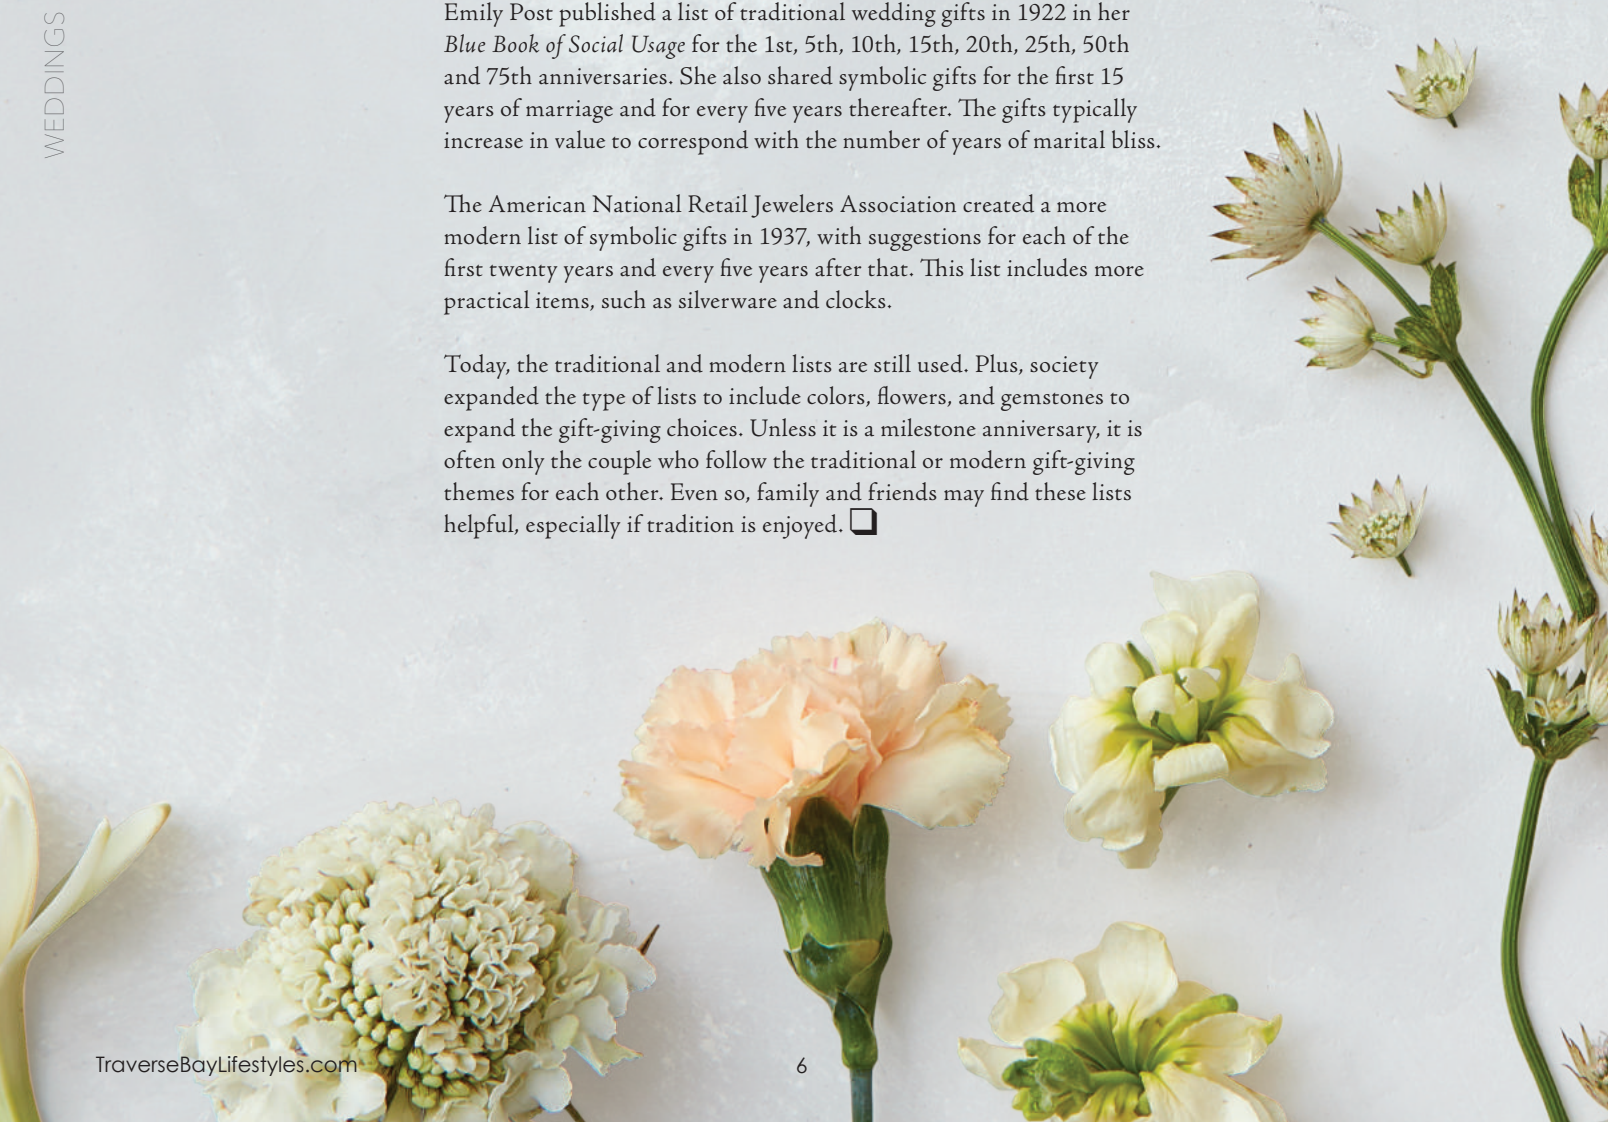 WEDDINGS
Emily Post published a list of traditional wedding gifts in 1922 in her
Blue Book of Social Usage for the 1st, 5th, 10th, 15th, 20th, 25th, 50th
and 75th anniversaries. She also shared symbolic gifts for the first 15
years of marriage and for every five years thereafter. The gifts typically
increase in value to correspond with the number of years of marital bliss.
The American National Retail Jewelers Association created a more
modern list of symbolic gifts in 1937, with suggestions for each of the
first twenty years and every five years after that. This list includes more
practical items, such as silverware and clocks.
Today, the traditional and modern lists are still used. Plus, society
expanded the type of lists to include colors, flowers, and gemstones to
expand the gift-giving choices. Unless it is a milestone anniversary, it is
often only the couple who follow the traditional or modern gift-giving
themes for each other. Even so, family and friends may find these lists
helpful, especially if tradition is enjoyed. ❑
TraverseBayLifestyles.com
6